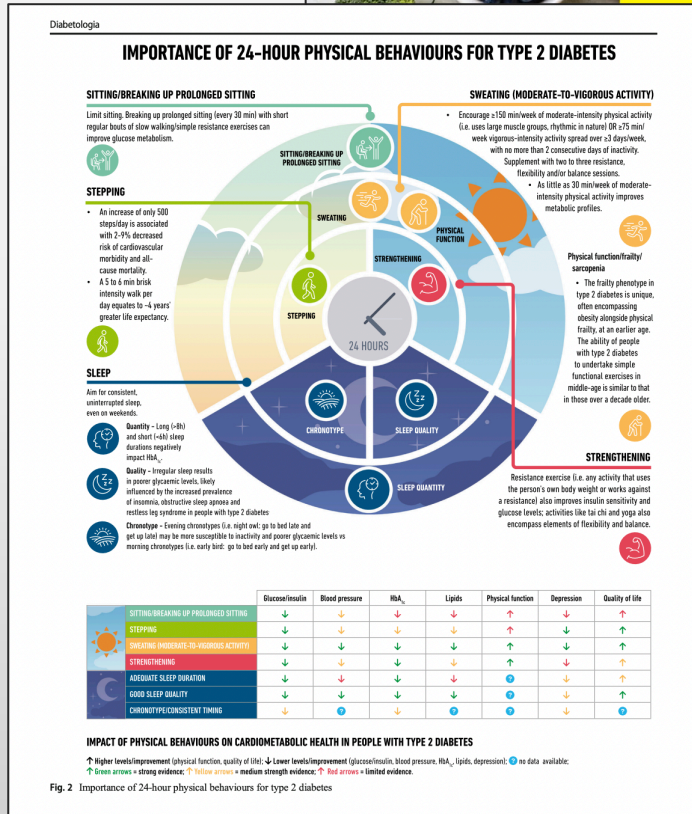 Diabetologia
IMPORTANCE OF 24-HOUR PHYSICAL BEHAVIOURS FOR TYPE 2 DIABETES
SITTING/BREAKING UP PROLONGED SITTING
Limit sitting. Breaking up prolonged sitting (every 30 min) with short
regular bouts of slow walking/simple resistance exercises can
improve glucose metabolism.
STEPPING
• An increase of only 500
steps/day is associated
with 2-9% decreased
risk of cardiovascular
morbidity and all-
cause mortality.
• A 5 to 6 min brisk
intensity walk per
day equates to ~4 years'
greater life expectancy.
SLEEP
Aim for consistent,
uninterrupted sleep,
even on weekends.
Quantity - Long (>8h)
and short (<6h) sleep
durations negatively
impact HbA1c.
Quality - Irregular sleep results
in poorer glycaemic levels, likely
influenced by the increased prevalence
of insomnia, obstructive sleep apnoea and
restless leg syndrome in people with type 2 diabetes
Chronotype - Evening chronotypes (i.e. night owl: go to bed late and
get up late) may be more susceptible to inactivity and poorer glycaemic levels vs
morning chronotypes (i.e. early bird: go to bed early and get up early).
SITTING/BREAKING UP
PROLONGED SITTING
SWEATING
PHYSICAL
FUNCTION
STRENGTHENING
STEPPING
24 HOURS
CHRONOTYPE
SLEEP QUALITY
SLEEP QUANTITY
SWEATING (MODERATE-TO-VIGOROUS ACTIVITY)
• Encourage ≥150 min/week of moderate-intensity physical activity
(i.e. uses large muscle groups, rhythmic in nature) OR ≥75 min/
week vigorous-intensity activity spread over ≥3 days/week,
with no more than 2 consecutive days of inactivity.
Supplement with two to three resistance,
flexibility and/or balance sessions.
• As little as 30 min/week of moderate-
intensity physical activity improves
metabolic profiles.
Physical function/frailty/
sarcopenia
• The frailty phenotype in
type 2 diabetes is unique,
often encompassing
obesity alongside physical
frailty, at an earlier age.
The ability of people
with type 2 diabetes
to undertake simple
functional exercises in
middle-age is similar to that
in those over a decade older.
STRENGTHENING
Resistance exercise (i.e. any activity that uses
the person's own body weight or works against
a resistance) also improves insulin sensitivity and
glucose levels; activities like tai chi and yoga also
encompass elements of flexibility and balance.
Glucose/insulin Blood pressure HbA1c Lipids Physical function Depression Quality of life
SITTING/BREAKING UP PROLONGED SITTING ↓ ↓ ↓ ↓ ↑ ↓ ↑
STEPPING ↓ ↓ ↓ ↓ ↑ ↓ ↑
SWEATING (MODERATE-TO-VIGOROUS ACTIVITY) ↓ ↓ ↓ ↓ ↑ ↓ ↑
STRENGTHENING ↓ ↓ ↓ ↓ ↑ ↓ ↑
ADEQUATE SLEEP DURATION ↓ ↓ ↓ ↓ ? ↓ ↑
GOOD SLEEP QUALITY ↓ ↓ ↓ ↓ ? ↓ ↑
CHRONOTYPE/CONSISTENT TIMING ↓ ? ↓ ? ? ↓ ?
IMPACT OF PHYSICAL BEHAVIOURS ON CARDIOMETABOLIC HEALTH IN PEOPLE WITH TYPE 2 DIABETES
↑ Higher levels/improvement (physical function, quality of life); ↓ Lower levels/improvement (glucose/insulin, blood pressure, HbA1c, lipids, depression); ? no data available;
↑ Green arrows = strong evidence; ↑ Yellow arrows = medium strength evidence; ↑ Red arrows = limited evidence.
Fig. 2 Importance of 24-hour physical behaviours for type 2 diabetes